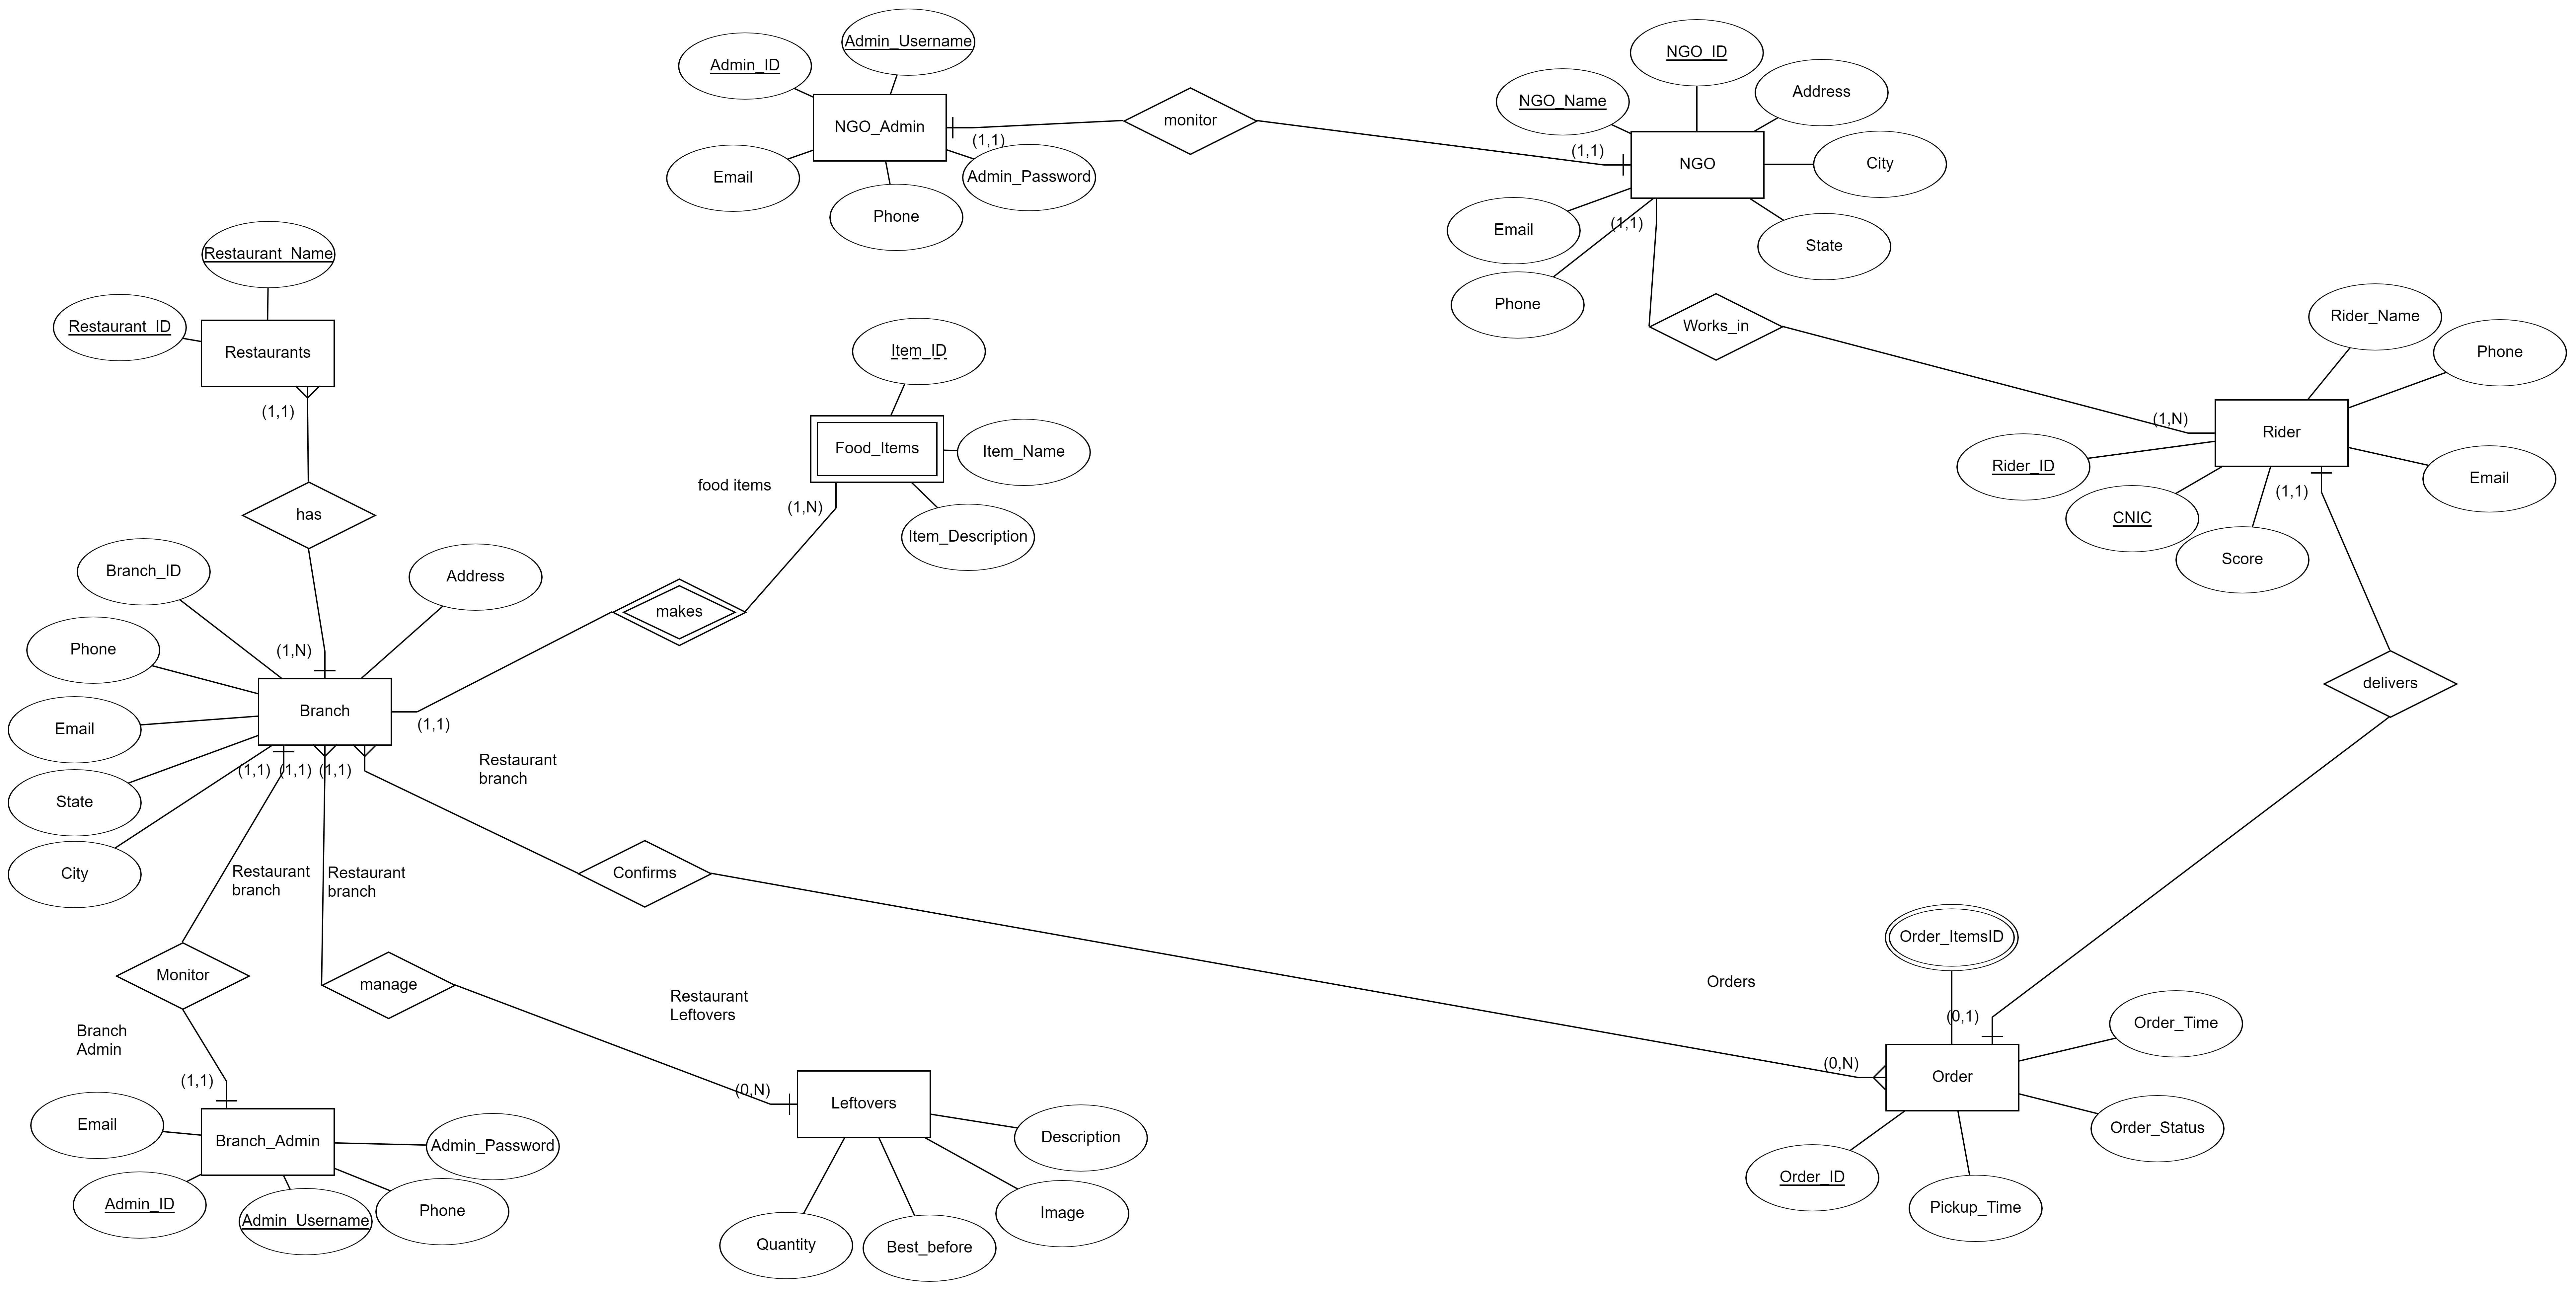 Admin_Username
Admin_ID
NGO_Admin
Email
Phone
Admin_Password
(1,1)
monitor
(1,1)
NGO_ID
NGO_Name
Address
NGO
City
Email
State
Phone
(1,1)
Works_in
(1,N)
Rider_Name
Phone
Rider
Rider_ID
Email
CNIC
Score
(1,1)
delivers
Restaurant_Name
Restaurant_ID
Restaurants
(1,1)
has
(1,N)
Item_ID
Food_Items
Item_Name
Item_Description
food items
(1,N)
makes
(1,1)
Branch_ID
Address
Phone
Branch
Email
State
City
(1,1)
(1,1)
(1,1)
Restaurant
branch
Restaurant
branch
Restaurant
branch
Confirms
Monitor
manage
Branch
Admin
Restaurant
Leftovers
(1,1)
Email
Branch_Admin
Admin_Password
Admin_ID
Admin_Username
Phone
(0,N)
Leftovers
Description
Image
Quantity
Best_before
Orders
Order_ItemsID
(0,1)
(0,N)
Order
Order_Time
Order_Status
Order_ID
Pickup_Time